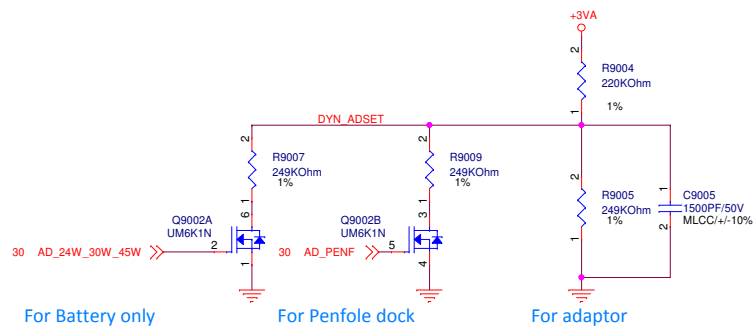 +3VA
2
R9004
220KOhm
1
1%
DYN_ADSET
2
R9007
249KOhm
1%
1
2
R9009
249KOhm
1%
1
2
R9005
249KOhm
1%
1
1
C9005
1500PF/50V
MLCC/+/-10%
2
Q9002A
UM6K1N
6
2
1
Q9002B
UM6K1N
3
5
4
30 AD_24W_30W_45W
30 AD_PENF
For Battery only
For Penfole dock
For adaptor